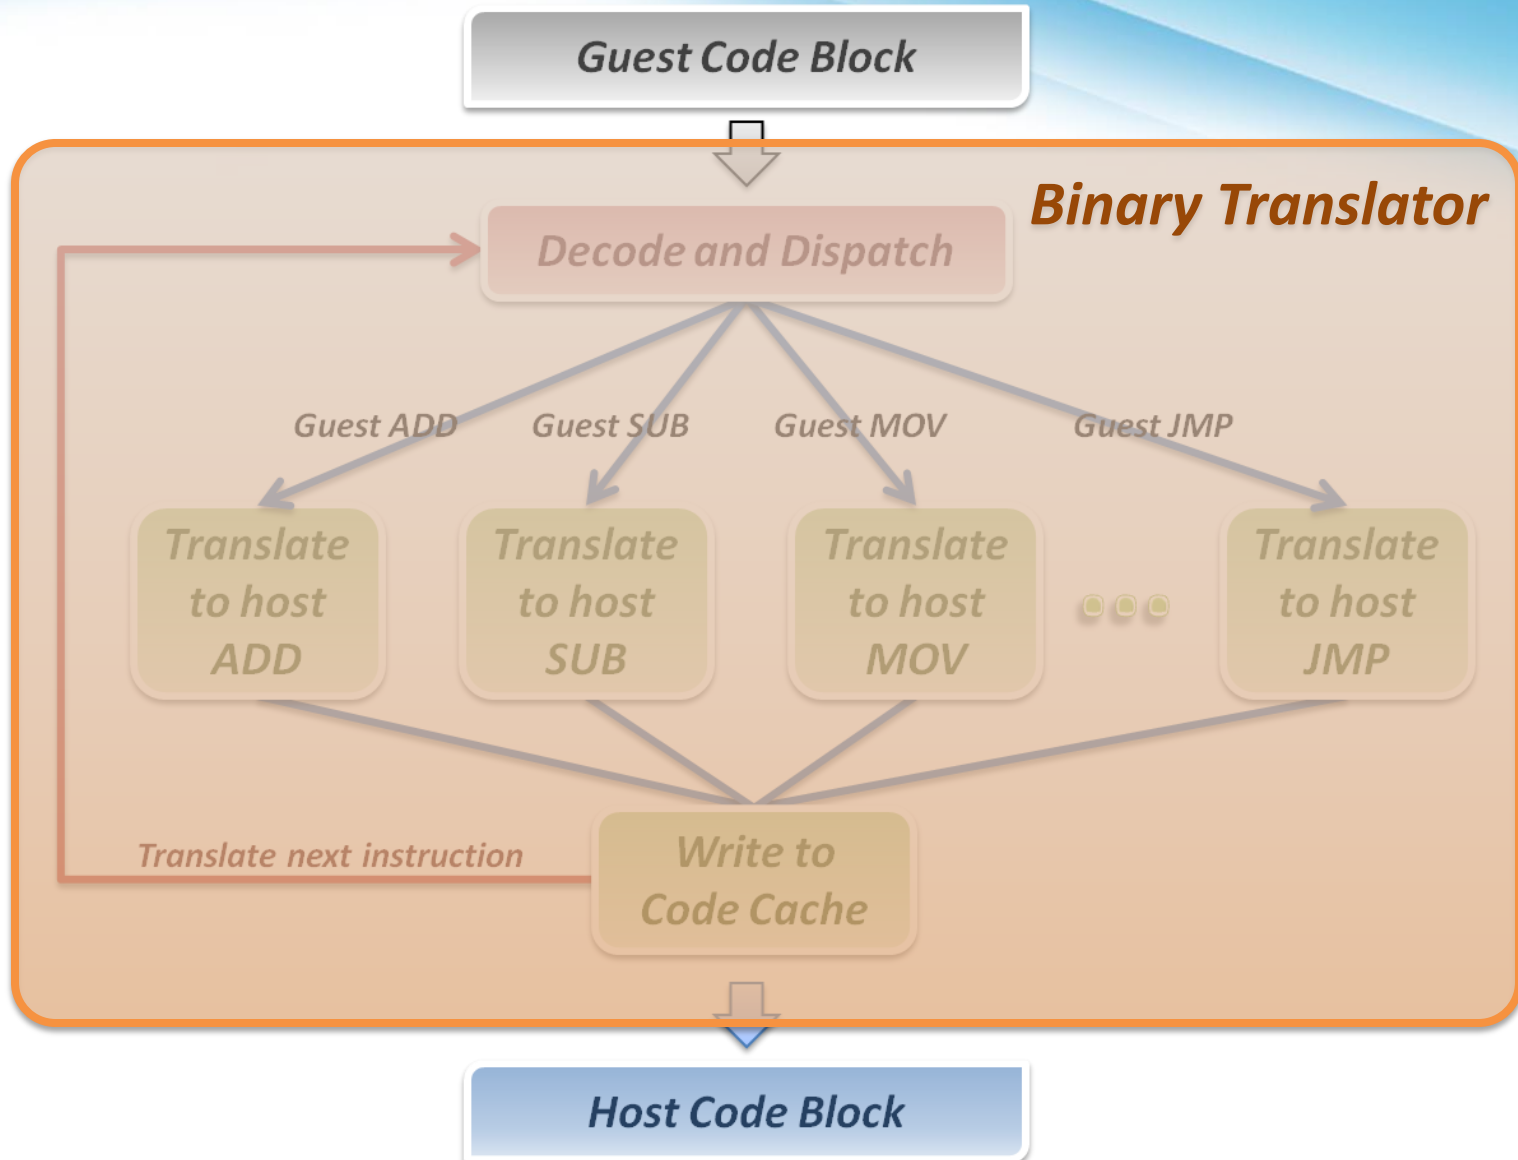 Guest Code Block
Binary Translator
Decode and Dispatch
Guest ADD
Guest SUB
Guest MOV
Guest JMP
Translate
to host
ADD
Translate
to host
SUB
Translate
to host
MOV
Translate
to host
JMP
Translate next instruction
Write to
Code Cache
Host Code Block